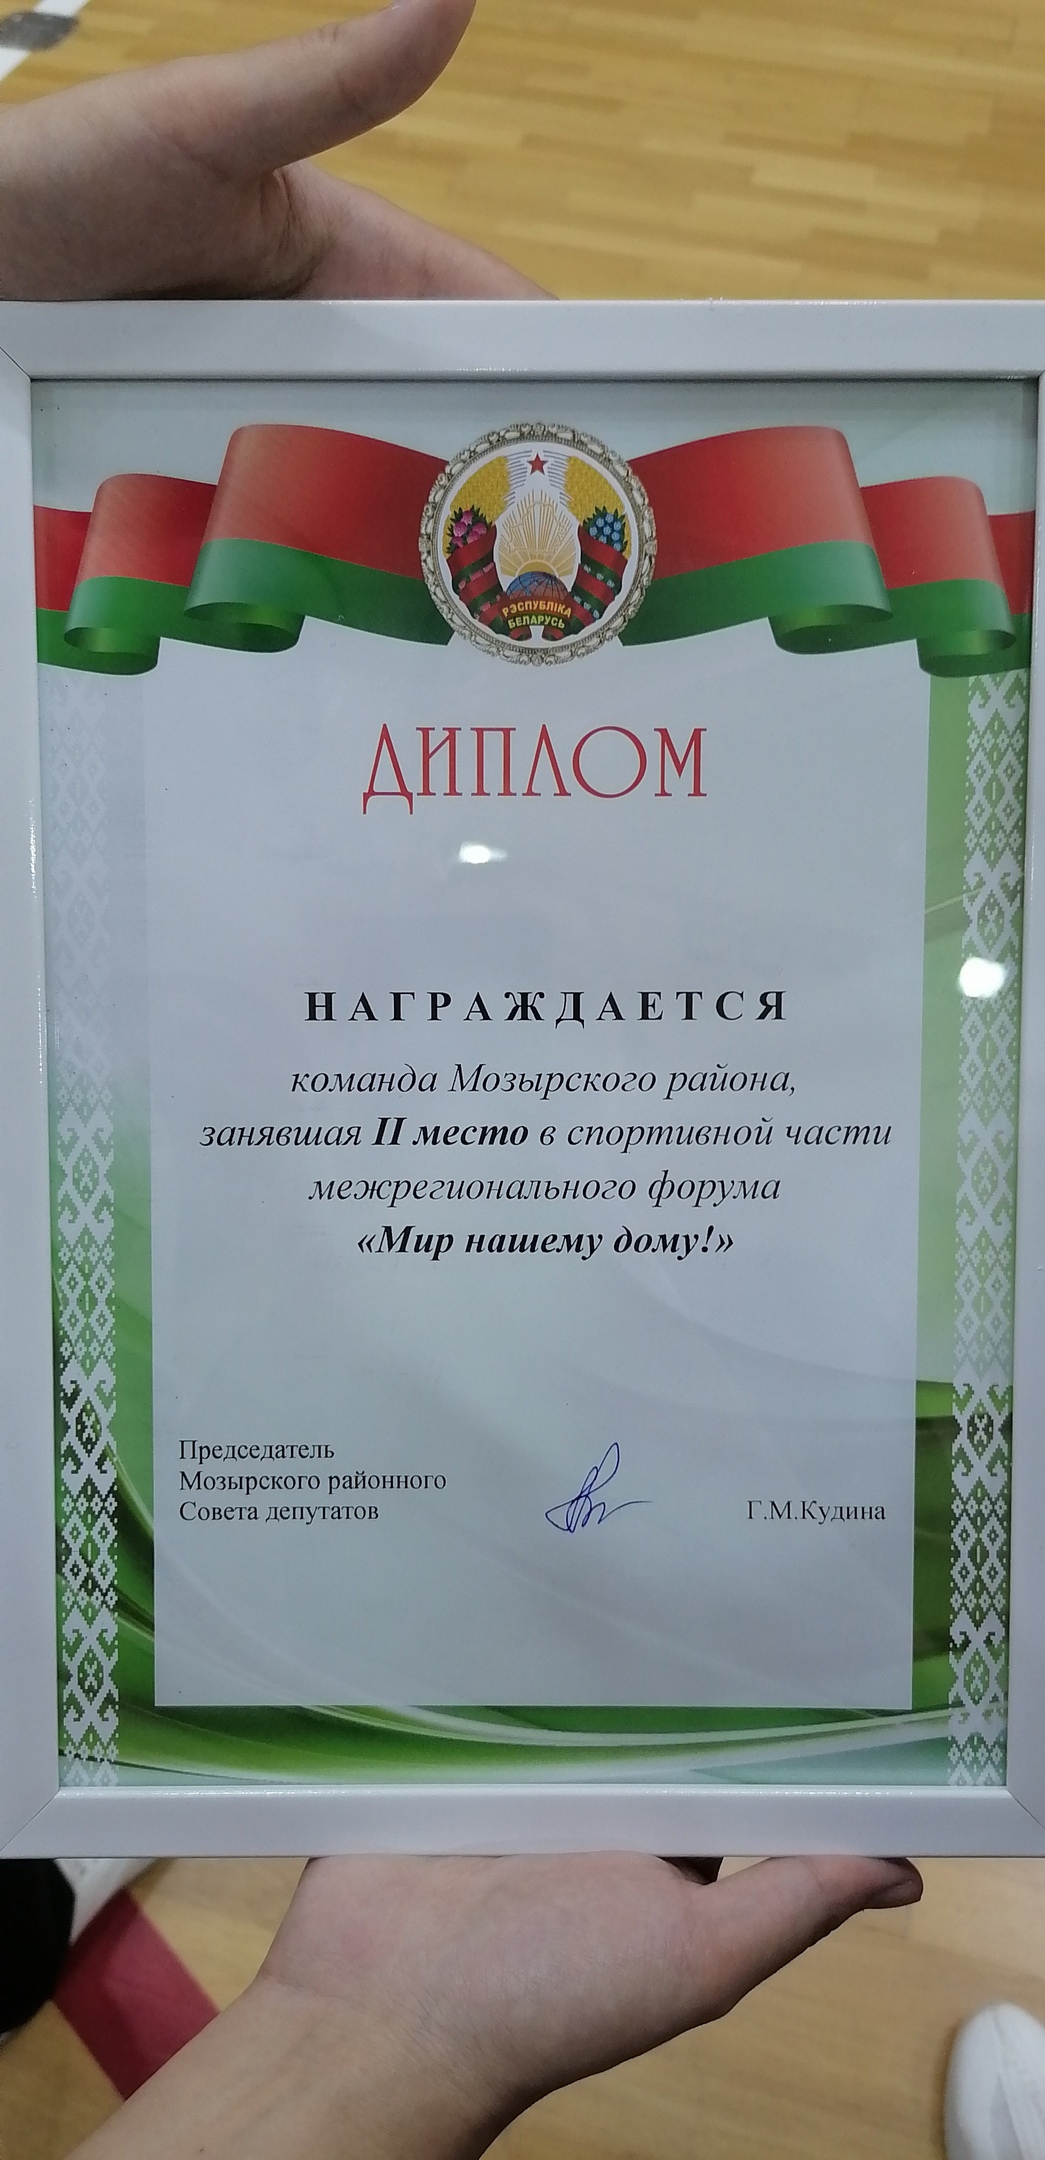 РЭСПУБЛІКА
БЕЛАРУСЬ
ДИПЛОМ
НАГРАЖДАЕТСЯ
команда Мозырского района,
занявшая II место в спортивной части
межрегионального форума
«Мир нашему дому!»
Председатель
Мозырского районного
Совета депутатов
Г.М.Кудина